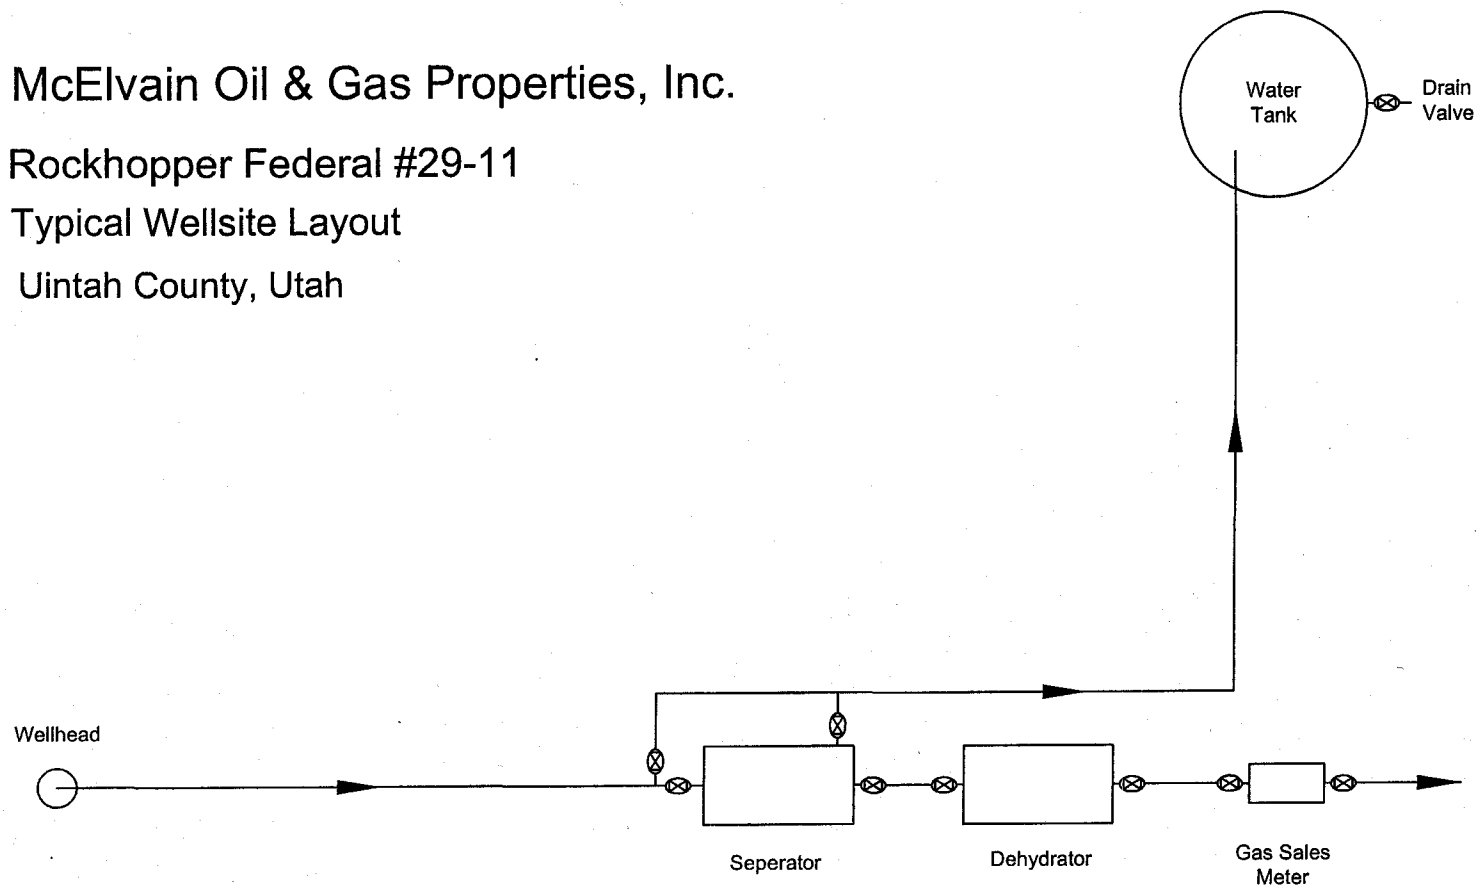 McElvain Oil & Gas Properties, Inc.
Rockhopper Federal #29-11
Typical Wellsite Layout
Uintah County, Utah
Water
Tank
Drain
Valve
Wellhead
Seperator
Dehydrator
Gas Sales
Meter